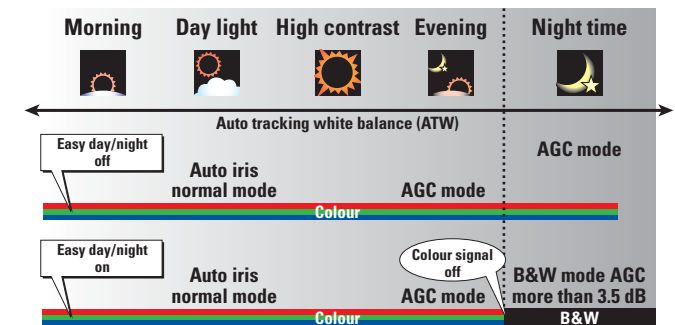 Morning Day light High contrast Evening Night time
Auto tracking white balance (ATW)
Easy day/night
off
AGC mode
Auto iris
normal mode AGC mode
Colour
Easy day/night
on
Colour signal
off
Auto iris
normal mode AGC mode
B&W mode AGC
more than 3.5 dB
Colour B&W